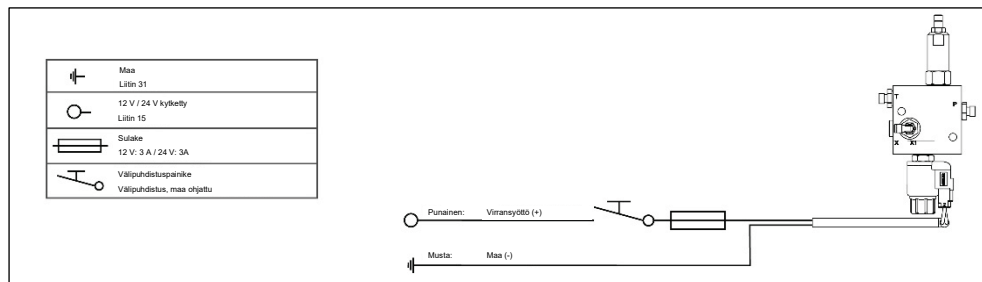 Maa
Liitin 31
12 V / 24 V kytketty
Liitin 15
Sulake
12 V: 3 A / 24 V: 3A
Välipuhdistuspainike
Välipuhdistus, maa ohjattu
T
P
X X1
Punainen: Virransyöttö (+)
Musta: Maa (-)